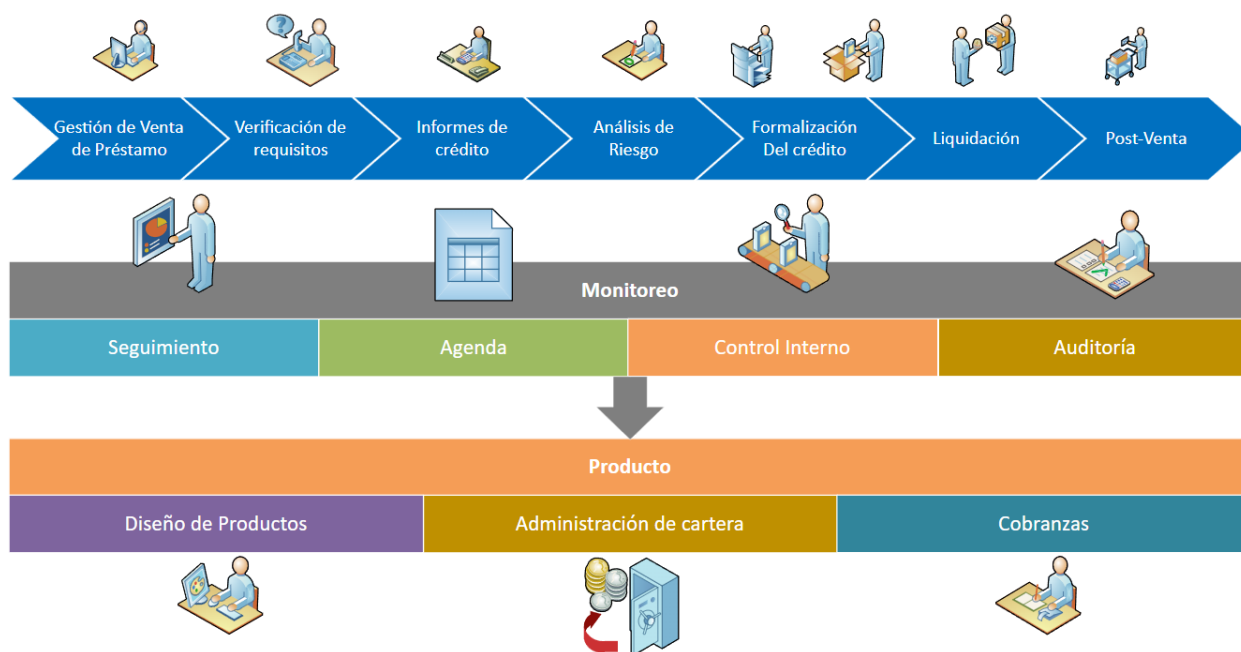 Gestión de Venta
de Préstamo
Verificación de
requisitos
Informes de
crédito
Análisis de
Riesgo
Formalización
Del crédito
Liquidación
Post-Venta
Monitoreo
Seguimiento
Agenda
Control Interno
Auditoría
Producto
Diseño de Productos
Administración de cartera
Cobranzas